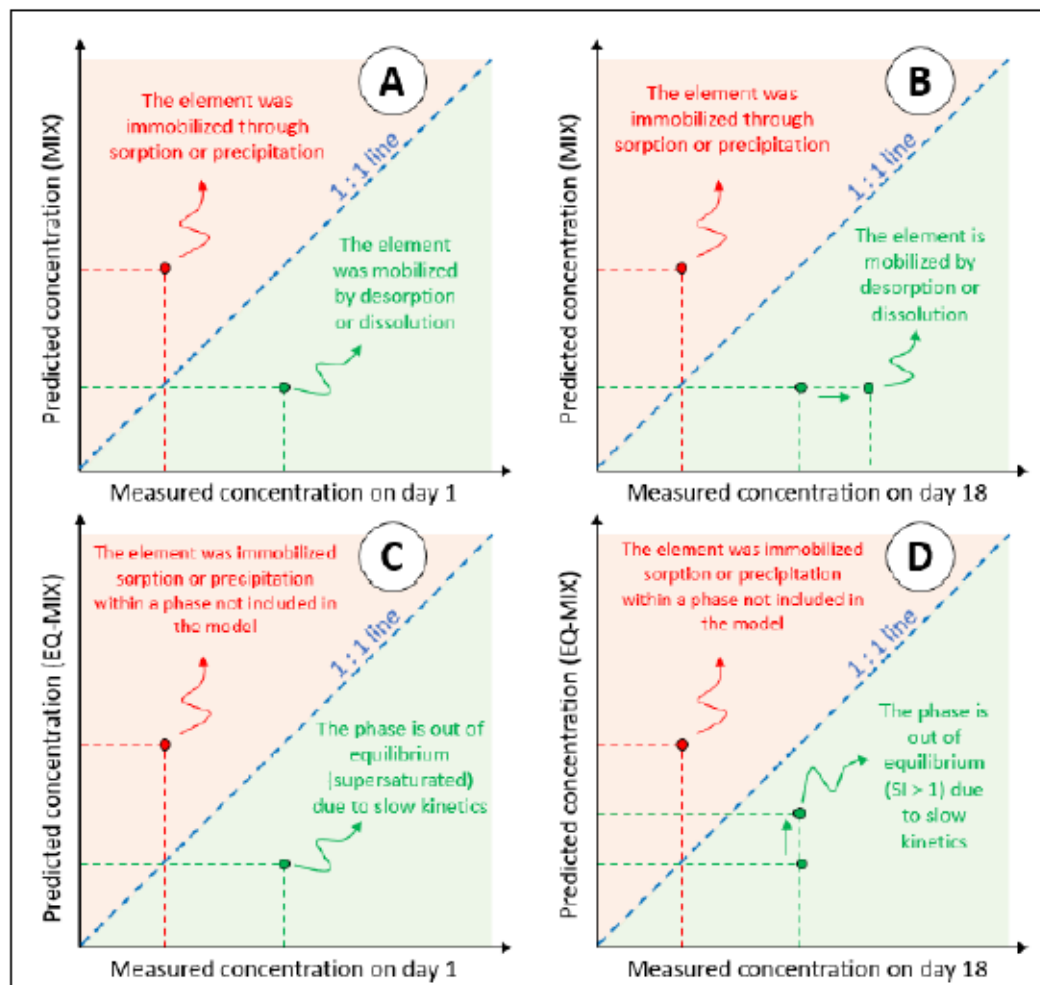 A
The element was
immobilized through
sorption or precipitation
1 : 1 line
The element
was mobilized
by desorption
or dissolution
Predicted concentration (MIX)
Measured concentration on day 1
B
The element was
immobilized through
sorption or precipitation
1 : 1 line
The element is
mobilized by
desorption or
dissolution
Predicted concentration (MIX)
Measured concentration on day 18
C
The element was immobilized
sorption or precipitation
within a phase not included in
the model
1 : 1 line
The phase is out of
equilibrium
(supersaturated)
due to slow kinetics
Predicted concentration (EQ-MIX)
Measured concentration on day 1
D
The element was immobilized
sorption or precipitation
within a phase not included in
the model
1 : 1 line
The phase is
out of
equilibrium
(SI > 1) due
to slow
kinetics
Predicted concentration (EQ-MIX)
Measured concentration on day 18